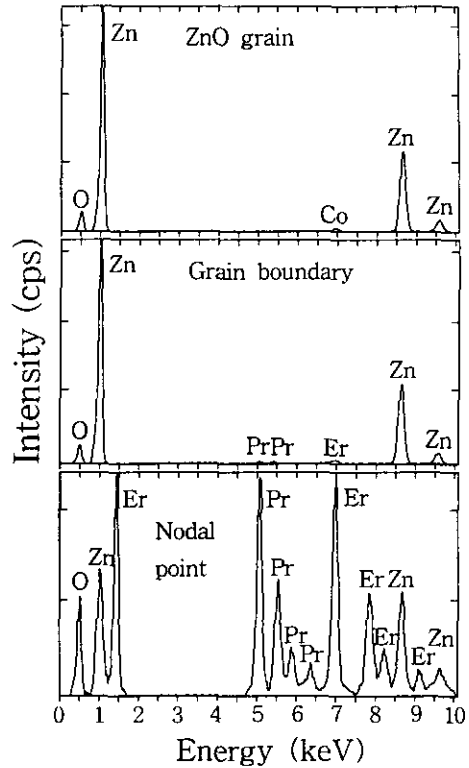 Zn
ZnO grain
Zn
O
Co
Zn
Zn
Grain boundary
Zn
O
Pr Pr
Er
Zn
Er
Pr
Er
Nodal
point
O
Zn
Pr
Pr
Pr
Er
Er
Zn
Er
Zn
0 1 2 3 4 5 6 7 8 9 10
Energy (keV)
Intensity (cps)